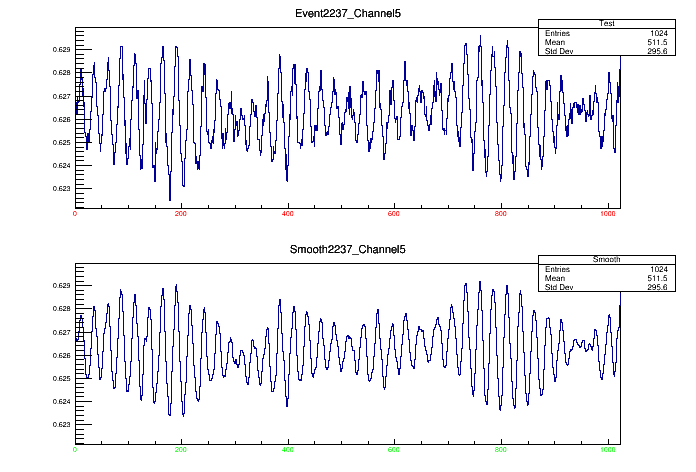 Event2237_Channel5
Test
Entries 1024
Mean 511.5
Std Dev 295.6
0.629
0.628
0.627
0.626
0.625
0.624
0.623
0 200 400 600 800 1000
Smooth2237_Channel5
Smooth
Entries 1024
Mean 511.5
Std Dev 295.6
0.629
0.628
0.627
0.626
0.625
0.624
0.623
0 200 400 600 800 1000